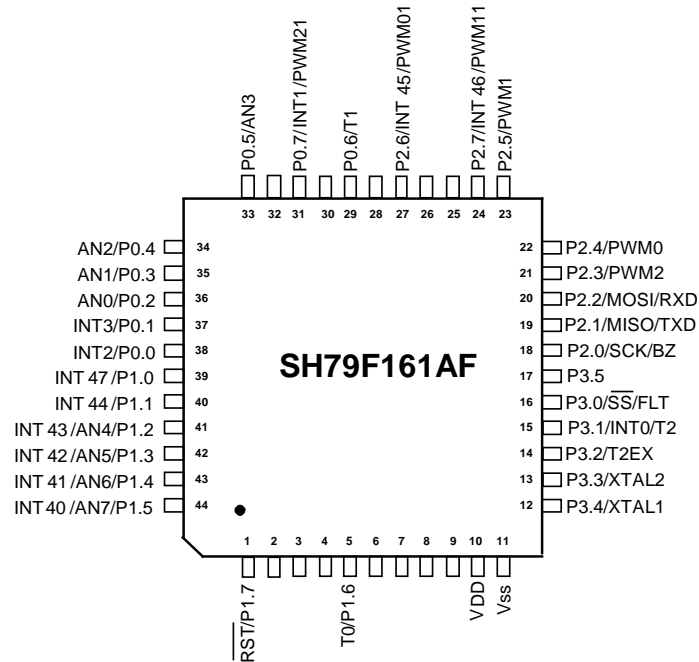 P0.5/AN3
P0.7/INT1/PWM21
P0.6/T1
P2.6/INT 45/PWM01
P2.7/INT 46/PWM11
P2.5/PWM1
33 32 31 30 29 28 27 26 25 24 23
AN2/P0.4 34
AN1/P0.3 35
AN0/P0.2 36
INT3/P0.1 37
INT2/P0.0 38
INT 47/P1.0 39
INT 44/P1.1 40
INT 43/AN4/P1.2 41
INT 42/AN5/P1.3 42
INT 41/AN6/P1.4 43
INT 40/AN7/P1.5 44
SH79F161AF
22 P2.4/PWM0
21 P2.3/PWM2
20 P2.2/MOSI/RXD
19 P2.1/MISO/TXD
18 P2.0/SCK/BZ
17 P3.5
16 P3.0/SS/FLT
15 P3.1/INT0/T2
14 P3.2/T2EX
13 P3.3/XTAL2
12 P3.4/XTAL1
1 2 3 4 5 6 7 8 9 10 11
RST/P1.7
T0/P1.6
VDD
Vss